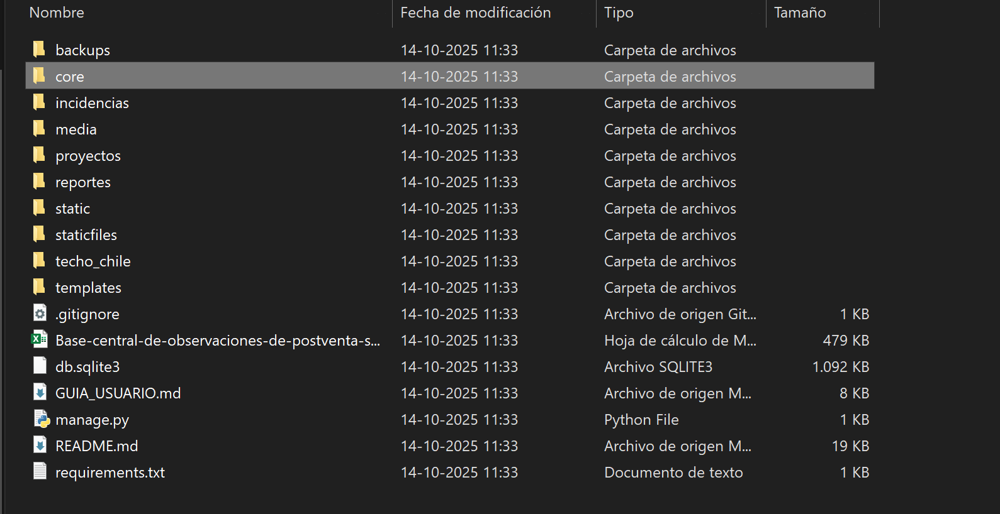 Nombre Fecha de modificación Tipo Tamaño
backups 14-10-2025 11:33 Carpeta de archivos
core 14-10-2025 11:33 Carpeta de archivos
incidencias 14-10-2025 11:33 Carpeta de archivos
media 14-10-2025 11:33 Carpeta de archivos
proyectos 14-10-2025 11:33 Carpeta de archivos
reportes 14-10-2025 11:33 Carpeta de archivos
static 14-10-2025 11:33 Carpeta de archivos
staticfiles 14-10-2025 11:33 Carpeta de archivos
techo_chile 14-10-2025 11:33 Carpeta de archivos
templates 14-10-2025 11:33 Carpeta de archivos
.gitignore 14-10-2025 11:33 Archivo de origen Git... 1 KB
Base-central-de-observaciones-de-postventa-s... 14-10-2025 11:33 Hoja de cálculo de M... 479 KB
db.sqlite3 14-10-2025 11:33 Archivo SQLITE3 1.092 KB
GUIA_USUARIO.md 14-10-2025 11:33 Archivo de origen M... 8 KB
manage.py 14-10-2025 11:33 Python File 1 KB
README.md 14-10-2025 11:33 Archivo de origen M... 19 KB
requirements.txt 14-10-2025 11:33 Documento de texto 1 KB